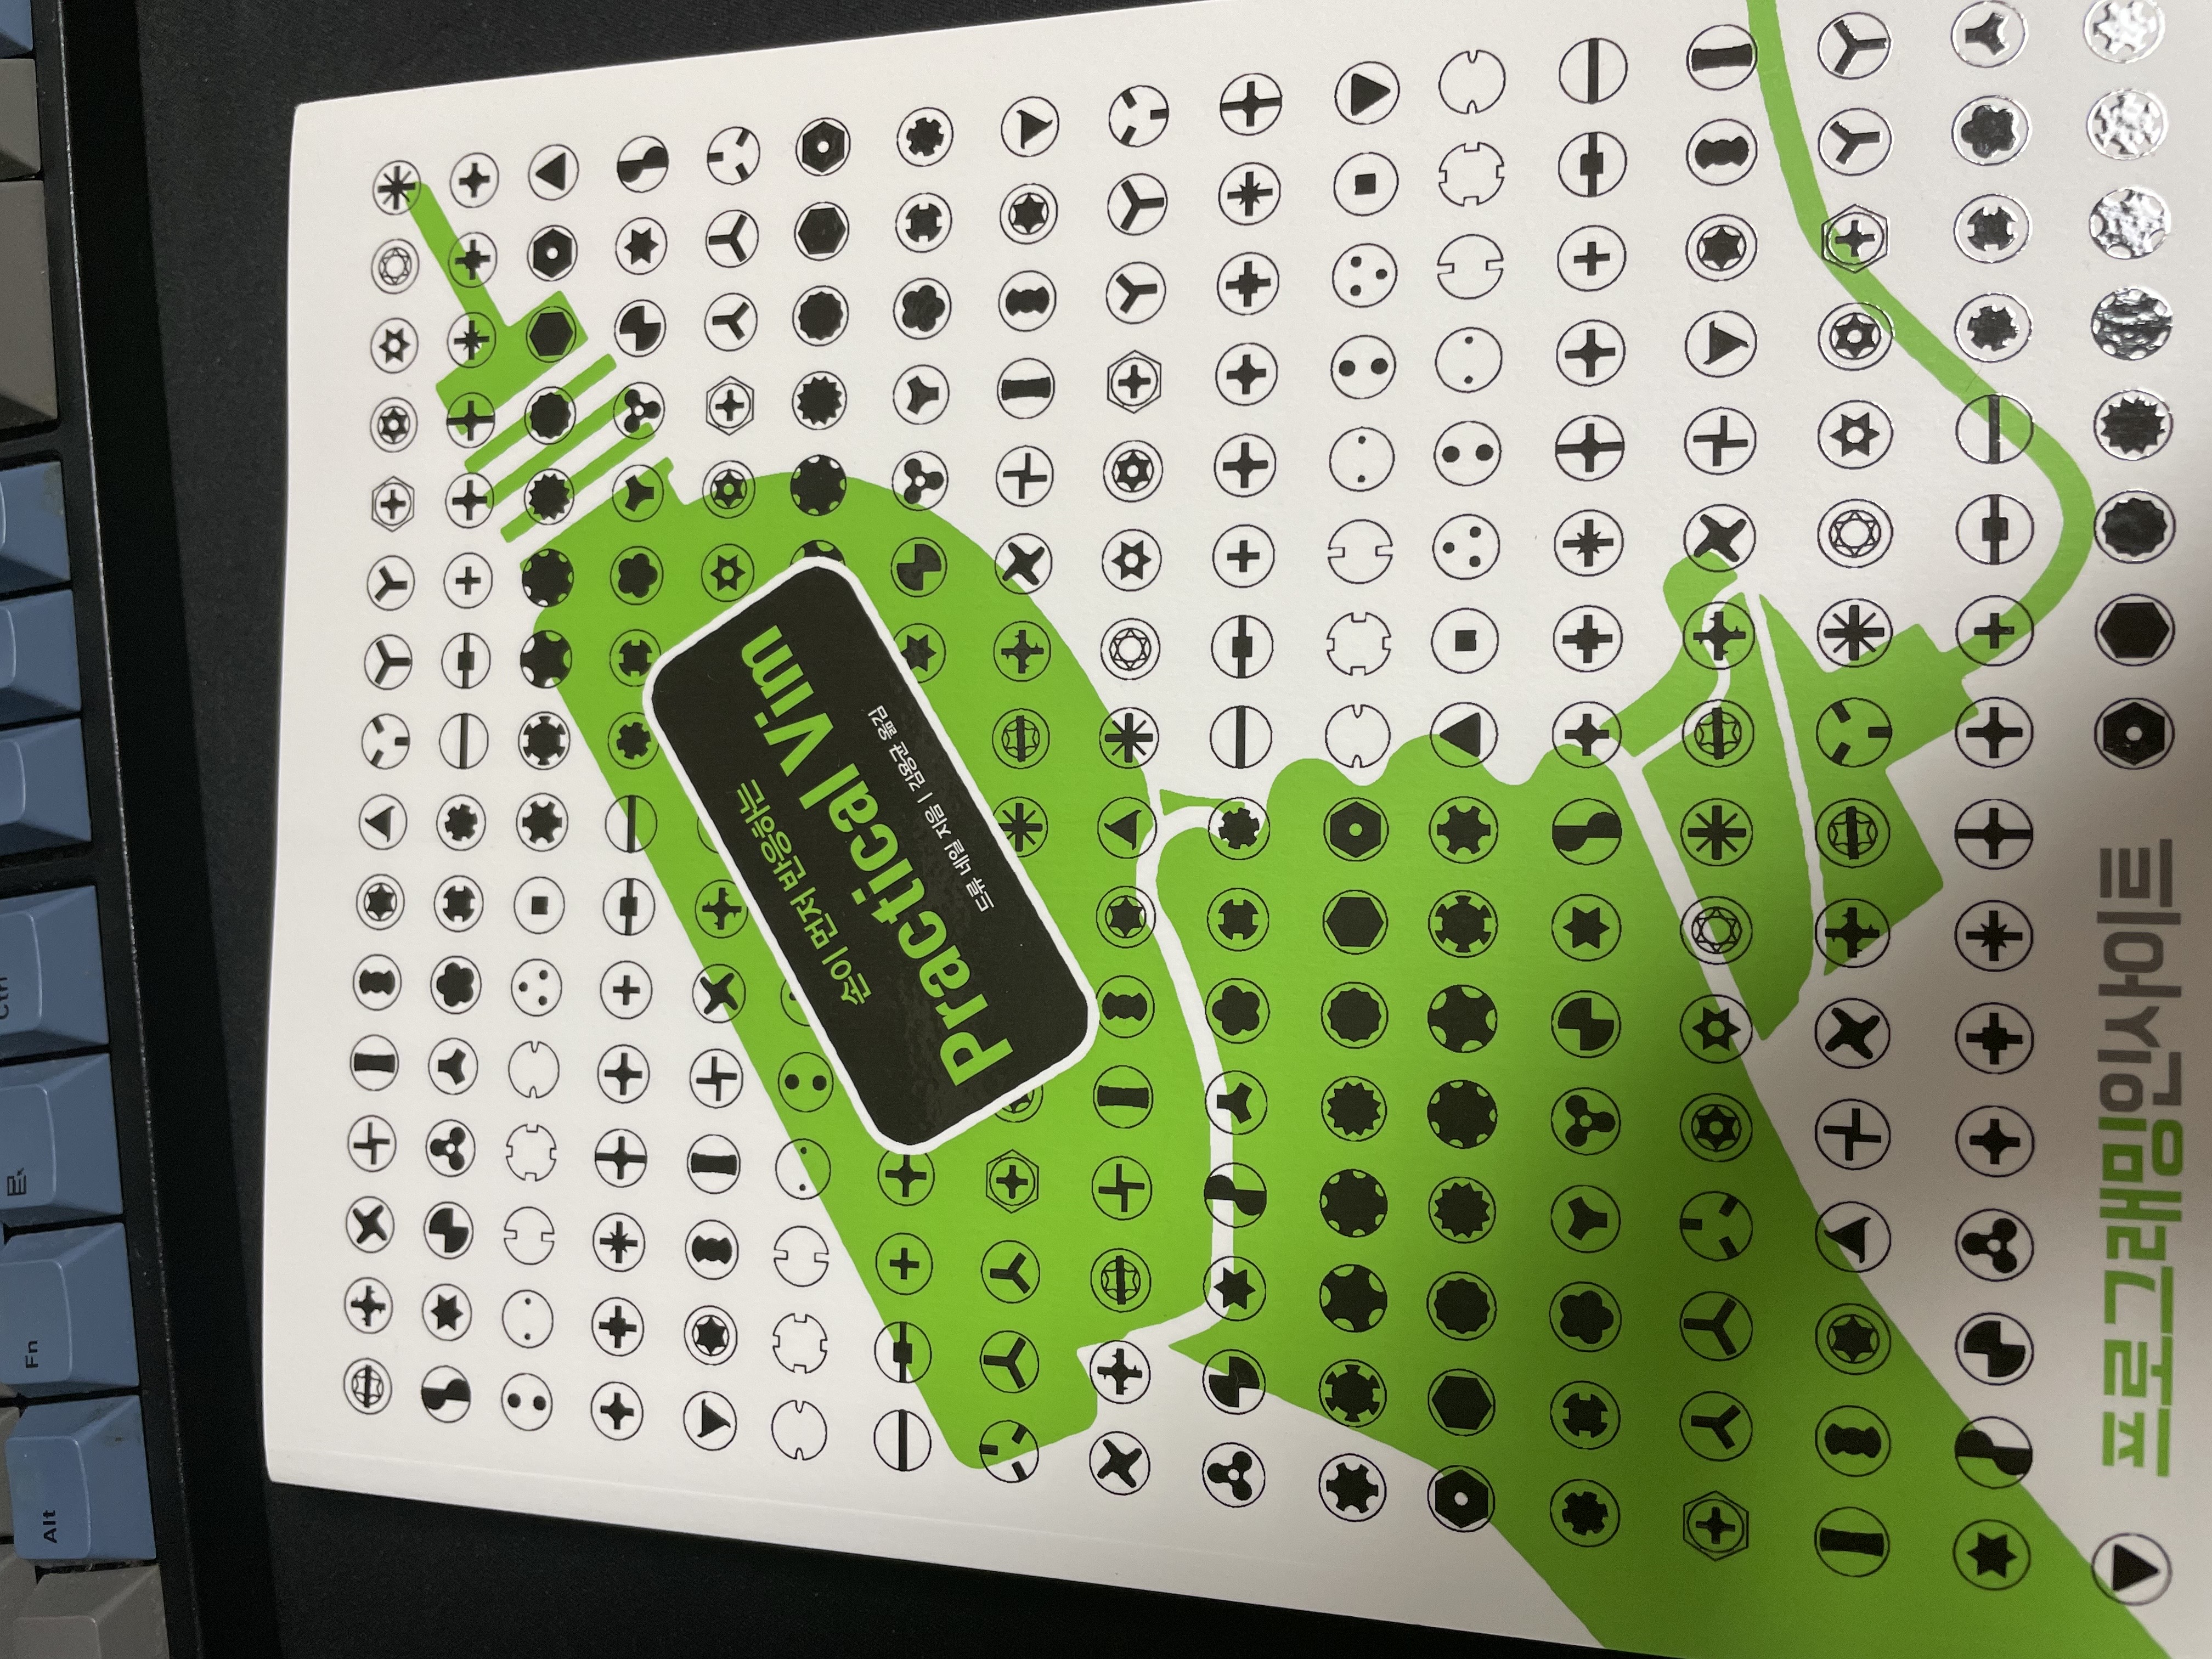 Alt
Fn
Ctrl
손이 먼저 반응하는
Practical Vim
드류 네일 지음 | 김용균 옮김
프로그래밍인사이트